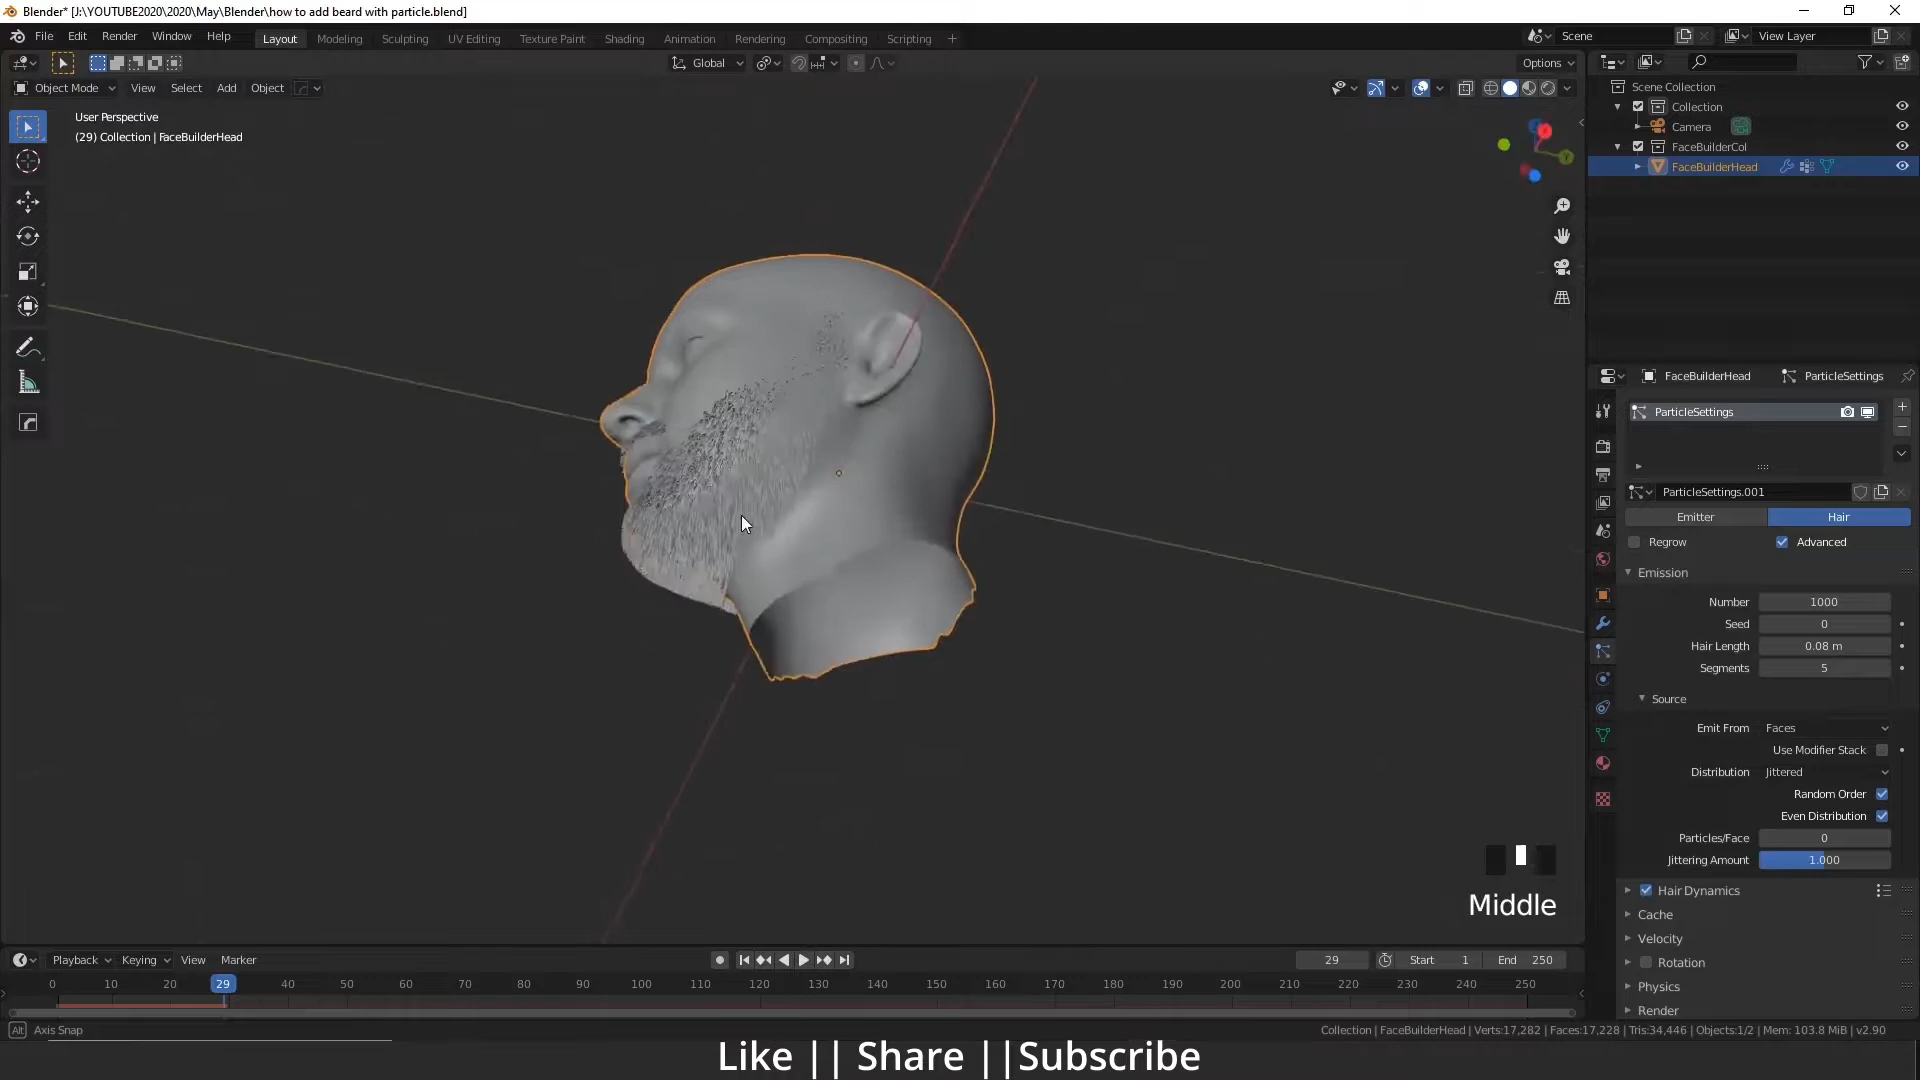 Blender* [J:\YOUTUBE2020\2020\May\Blender\how to add beard with particle.blend]
File Edit Render Window Help Layout Modeling Sculpting UV Editing Texture Paint Shading Animation Rendering Compositing Scripting + Scene View Layer
Global Options
Object Mode View Select Add Object
User Perspective
(29) Collection | FaceBuilderHead
Scene Collection
Collection
Camera
FaceBuilderCol
FaceBuilderHead
FaceBuilderHead ParticleSettings
ParticleSettings
ParticleSettings.001
Emitter Hair
Regrow Advanced
Emission
Number 1000
Seed 0
Hair Length 0.08 m
Segments 5
Source
Emit From Faces
Use Modifier Stack
Distribution Jittered
Random Order
Even Distribution
Particles/Face 0
Jittering Amount 1.000
Hair Dynamics
Cache
Velocity
Rotation
Physics
Render
Middle
Playback Keying View Marker 29 Start 1 End 250
0 10 20 29 40 50 60 70 80 90 100 110 120 130 140 150 160 170 180 190 200 210 220 230 240 250
Alt Axis Snap
Collection | FaceBuilderHead | Verts:17,282 | Faces:17,228 | Tris:34,446 | Objects:1/2 | Mem: 103.8 MiB | v2.90
Like || Share ||Subscribe